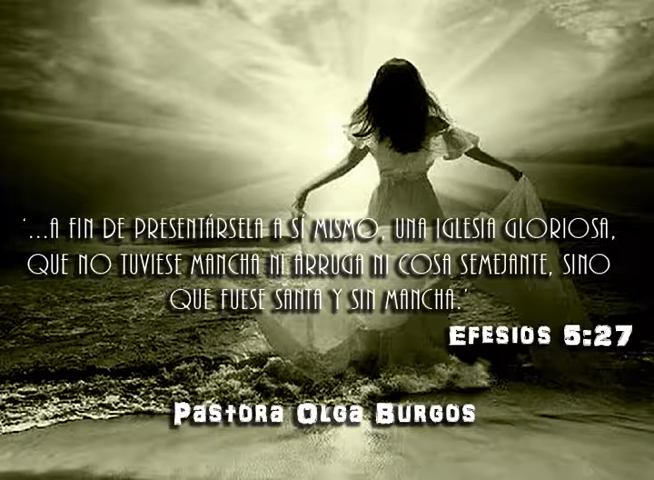 ‘...A FIN DE PRESENTÁRSELA A SÍ MISMO, UNA IGLESIA GLORIOSA,
QUE NO TUVIESE MANCHA NI ARRUGA NI COSA SEMEJANTE, SINO
QUE FUESE SANTA Y SIN MANCHA.’
EFESIOS 5:27
PASTORA OLGA BURGOS